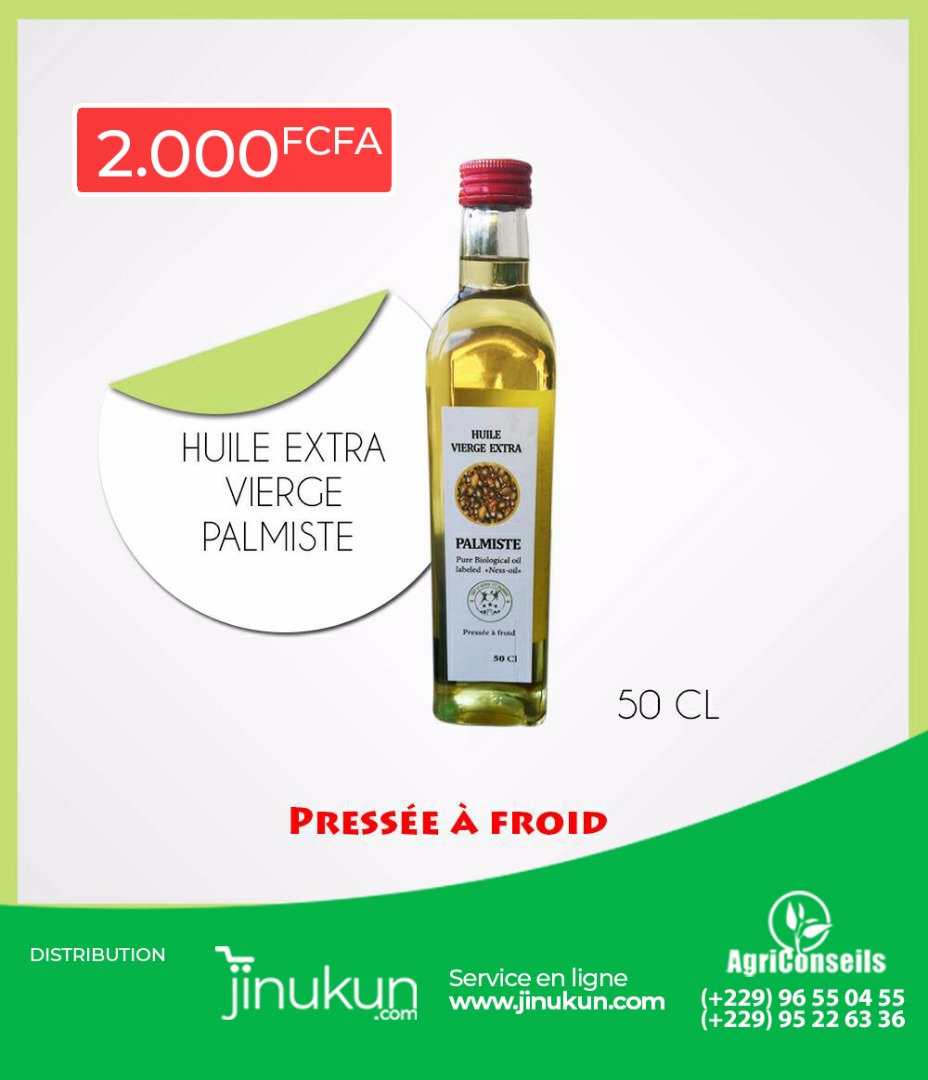 2.000 FCFA
HUILE EXTRA
VIERGE
PALMISTE
HUILE
VIERGE EXTRA
PALMISTE
Pure Biological oil
labeled «Ness-oil»
Pressée à froid
50 Cl
50 CL
PRESSÉE À FROID
DISTRIBUTION
jinukun
.com
Service en ligne
www.jinukun.com
AgriConseils
(+229) 96 55 04 55
(+229) 95 22 63 36